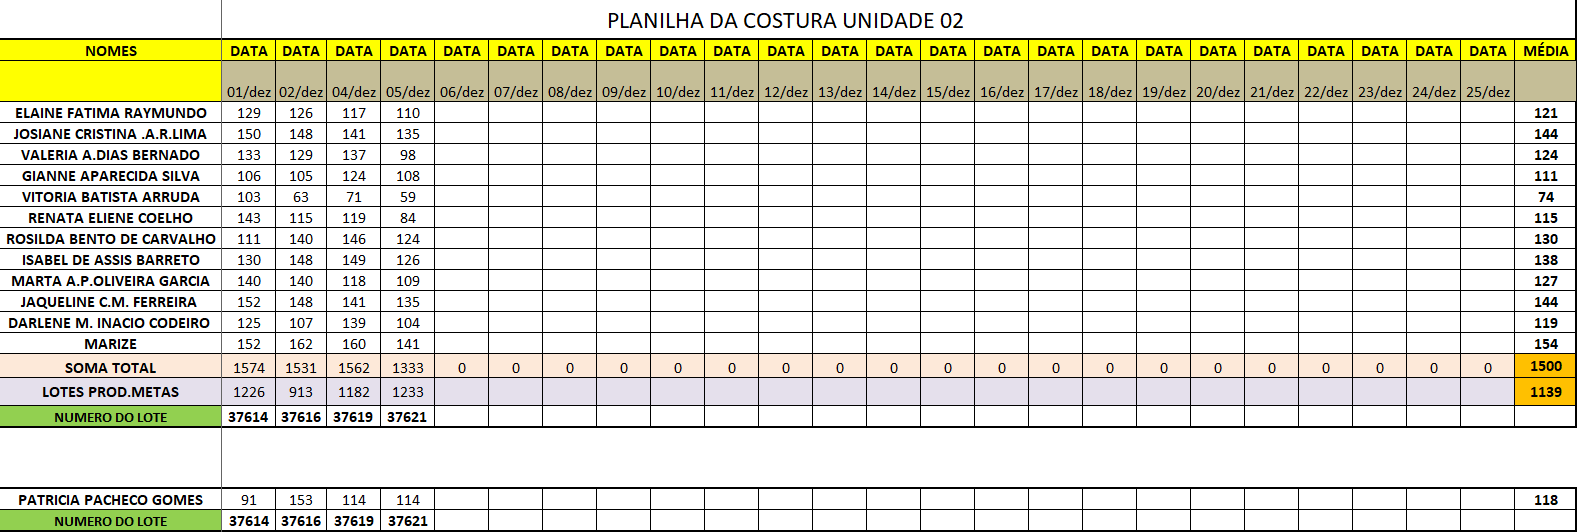 PLANILHA DA COSTURA UNIDADE 02
NOMES DATA DATA DATA DATA DATA DATA DATA DATA DATA DATA DATA DATA DATA DATA DATA DATA DATA DATA DATA DATA DATA DATA DATA DATA MÉDIA
01/dez 02/dez 04/dez 05/dez 06/dez 07/dez 08/dez 09/dez 10/dez 11/dez 12/dez 13/dez 14/dez 15/dez 16/dez 17/dez 18/dez 19/dez 20/dez 21/dez 22/dez 23/dez 24/dez 25/dez
ELAINE FATIMA RAYMUNDO 129 126 117 110 121
JOSIANE CRISTINA .A.R.LIMA 150 148 141 135 144
VALERIA A.DIAS BERNADO 133 129 137 98 124
GIANNE APARECIDA SILVA 106 105 124 108 111
VITORIA BATISTA ARRUDA 103 63 71 59 74
RENATA ELIENE COELHO 143 115 119 84 115
ROSILDA BENTO DE CARVALHO 111 140 146 124 130
ISABEL DE ASSIS BARRETO 130 148 149 126 138
MARTA A.P.OLIVEIRA GARCIA 140 140 118 109 127
JAQUELINE C.M. FERREIRA 152 148 141 135 144
DARLENE M. INACIO CODEIRO 125 107 139 104 119
MARIZE 152 162 160 141 154
SOMA TOTAL 1574 1531 1562 1333 0 0 0 0 0 0 0 0 0 0 0 0 0 0 0 0 0 0 0 0 1500
LOTES PROD.METAS 1226 913 1182 1233 1139
NUMERO DO LOTE 37614 37616 37619 37621
PATRICIA PACHECO GOMES 91 153 114 114 118
NUMERO DO LOTE 37614 37616 37619 37621